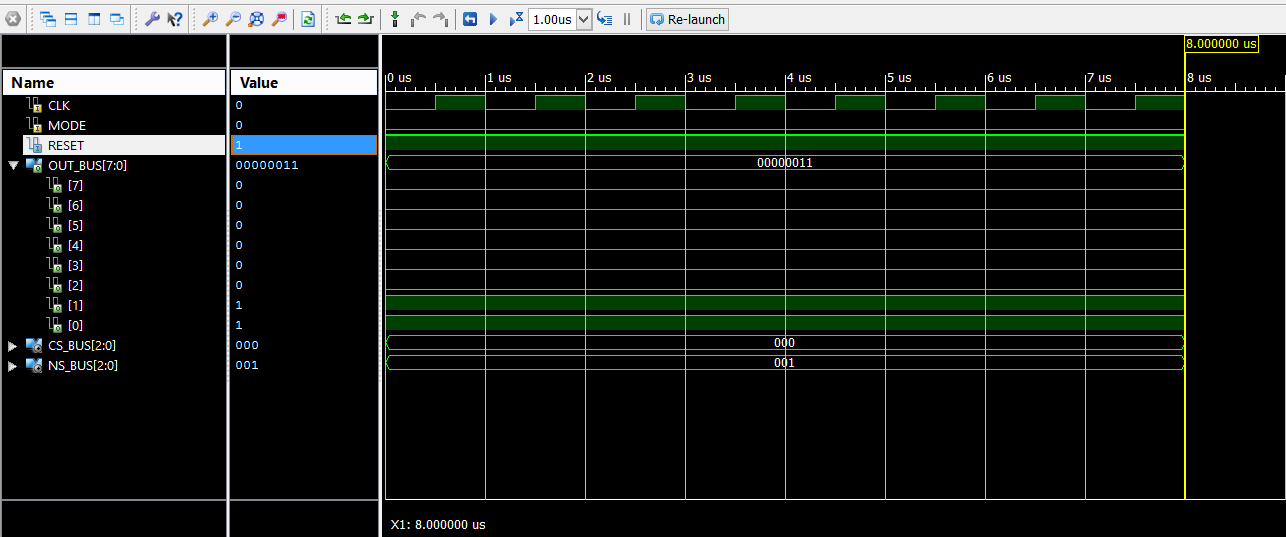 1.00us Re-launch
8.000000 us
Name Value
0 us 1 us 2 us 3 us 4 us 5 us 6 us 7 us 8 us
CLK 0
MODE 0
RESET 1
OUT_BUS[7:0] 00000011 00000011
[7] 0
[6] 0
[5] 0
[4] 0
[3] 0
[2] 0
[1] 1
[0] 1
CS_BUS[2:0] 000 000
NS_BUS[2:0] 001 001
X1: 8.000000 us